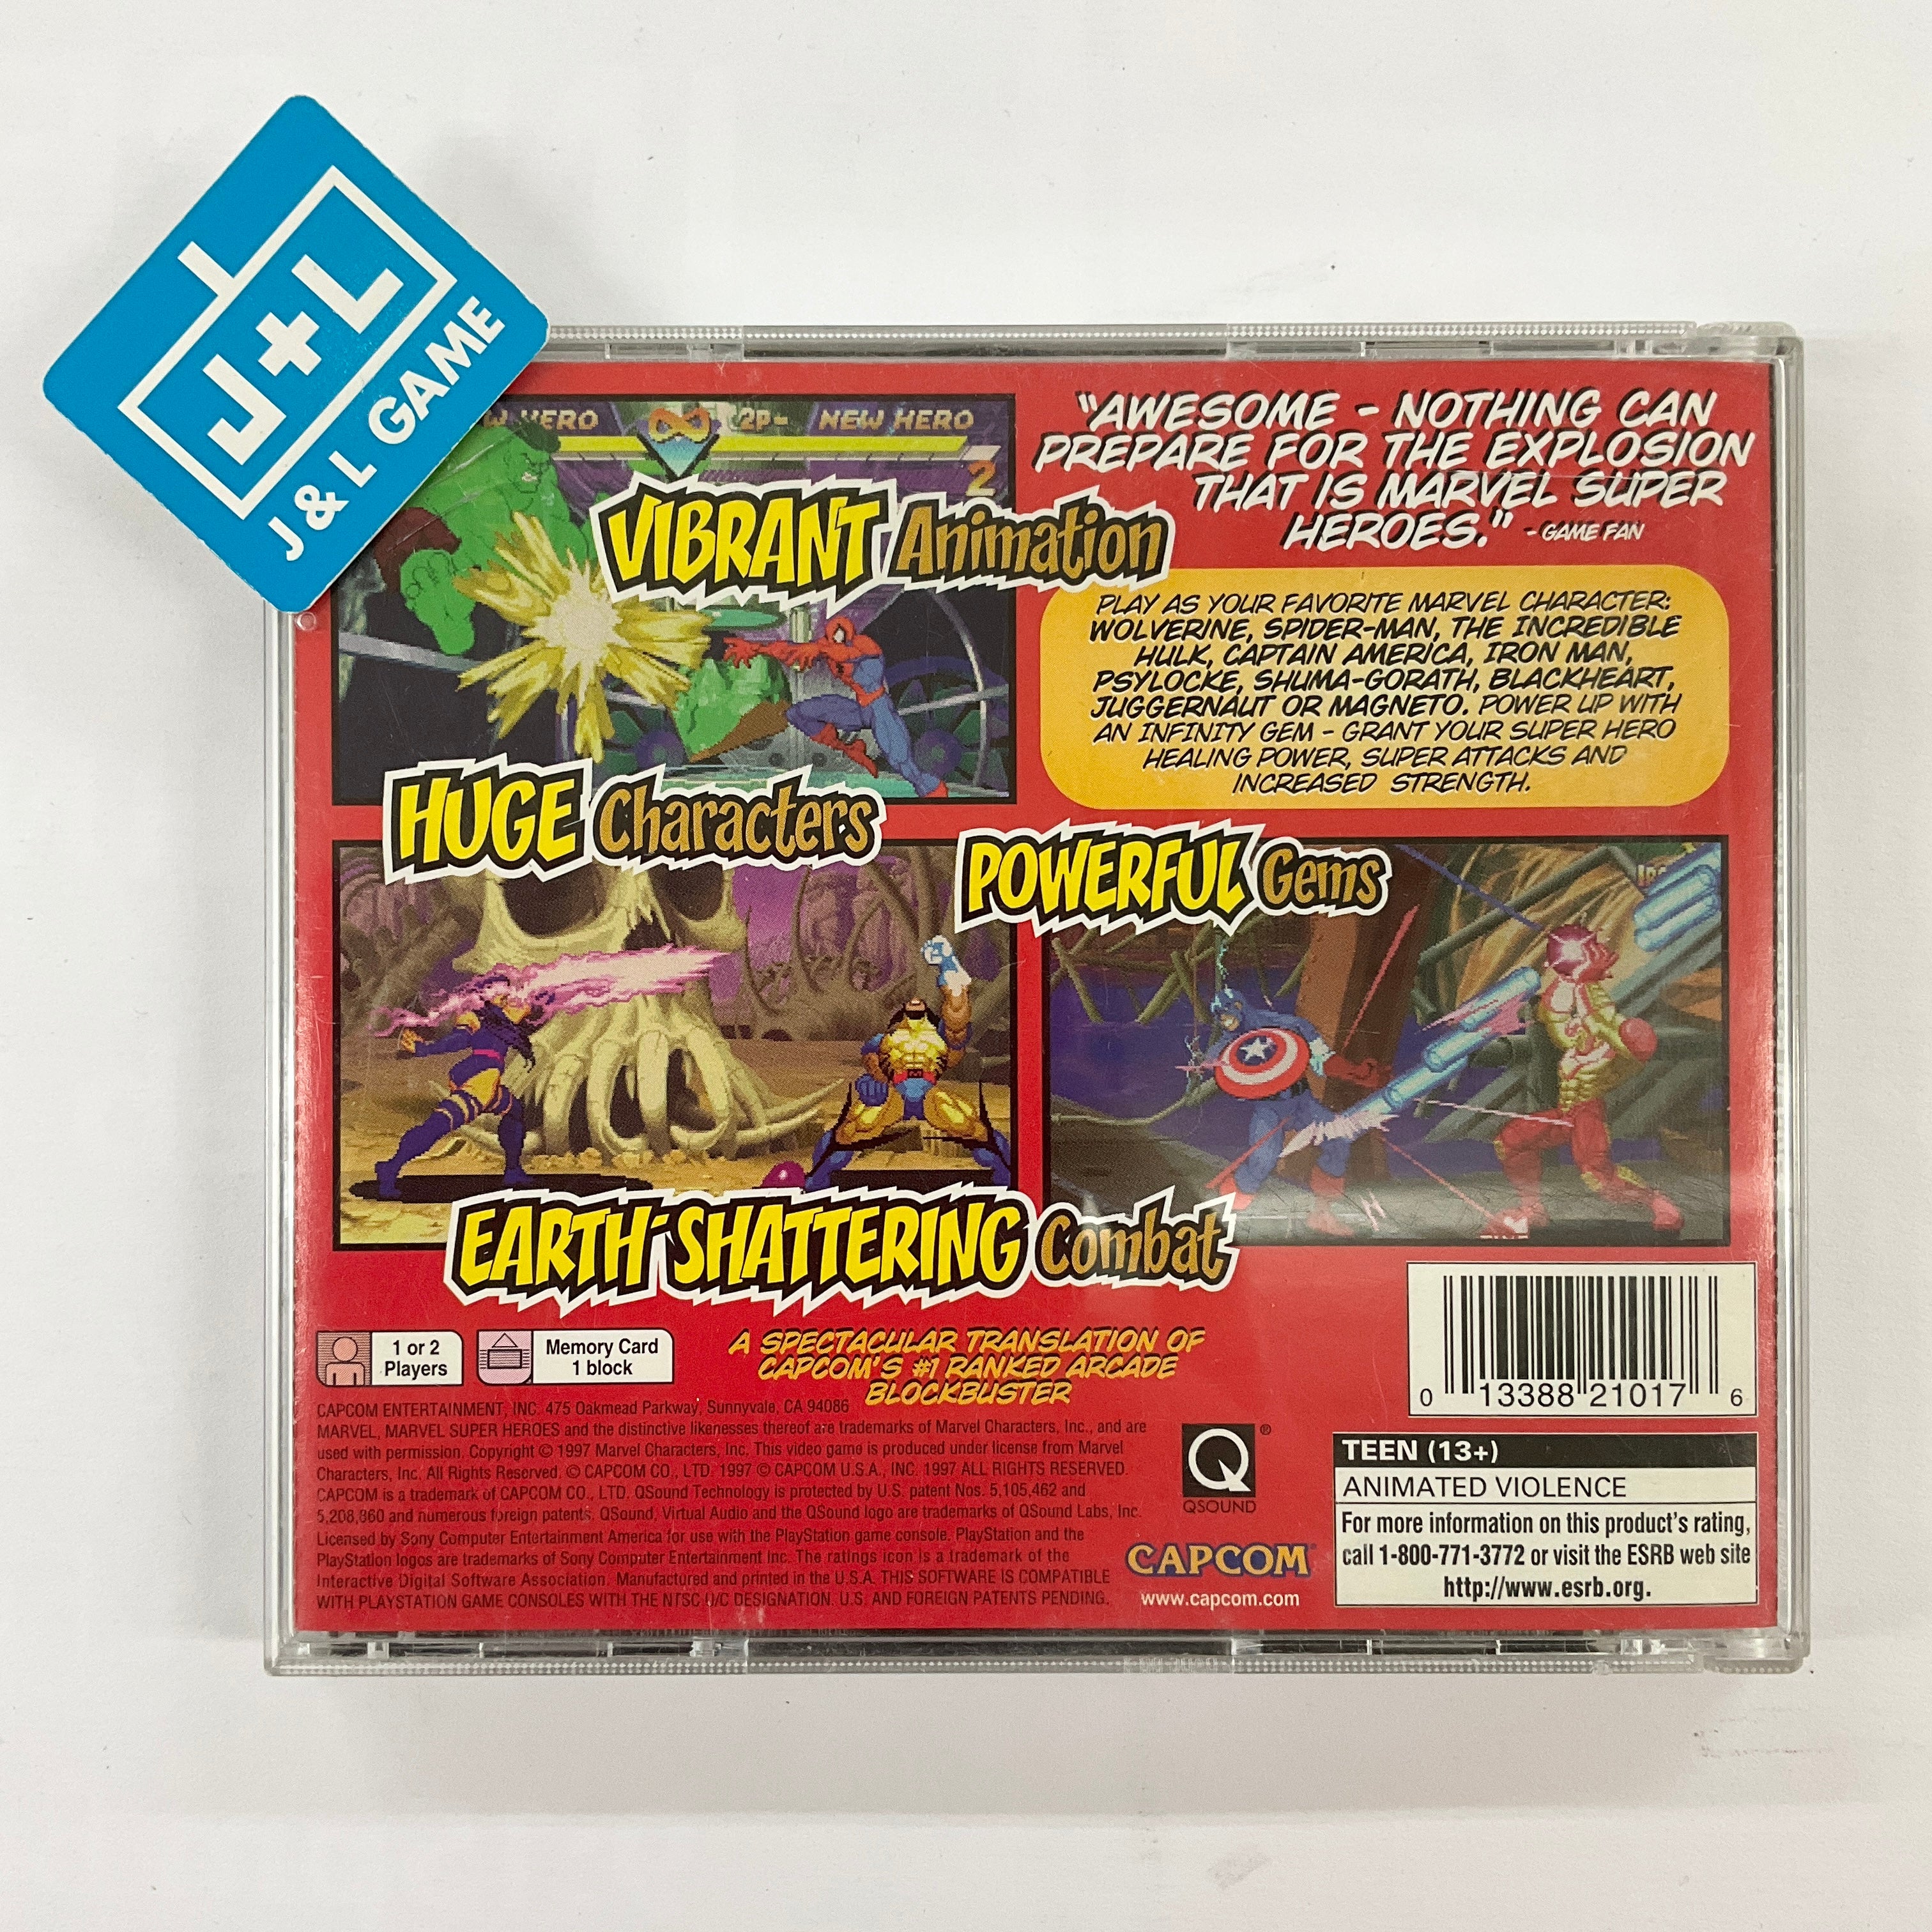 J+L
J & L GAME
W HERO 2P= NEW HERO
2
VIBRANT Animation
HUGE Characters
"AWESOME - NOTHING CAN
PREPARE FOR THE EXPLOSION
THAT IS MARVEL SUPER
HEROES." - GAME FAN
PLAY AS YOUR FAVORITE MARVEL CHARACTER:
WOLVERINE, SPIDER-MAN, THE INCREDIBLE
HULK, CAPTAIN AMERICA, IRON MAN,
PSYLOCKE, SHUMA-GORATH, BLACKHEART,
JUGGERNAUT OR MAGNETO. POWER UP WITH
AN INFINITY GEM - GRANT YOUR SUPER HERO
HEALING POWER, SUPER ATTACKS AND
INCREASED STRENGTH.
POWERFUL Gems
EARTH-SHATTERING Combat
1 or 2
Players
Memory Card
1 block
A SPECTACULAR TRANSLATION OF
CAPCOM'S #1 RANKED ARCADE
BLOCKBUSTER
CAPCOM ENTERTAINMENT, INC. 475 Oakmead Parkway, Sunnyvale, CA 94086
MARVEL, MARVEL SUPER HEROES and the distinctive likenesses thereof are trademarks of Marvel Characters, Inc., and are
used with permission. Copyright © 1997 Marvel Characters, Inc. This video game is produced under license from Marvel
Characters, Inc. All Rights Reserved. © CAPCOM CO., LTD. 1997 © CAPCOM U.S.A., INC. 1997 ALL RIGHTS RESERVED.
CAPCOM is a trademark of CAPCOM CO., LTD. QSound Technology is protected by U.S. patent Nos. 5,105,462 and
5,208,860 and numerous foreign patents. QSound, Virtual Audio and the QSound logo are trademarks of QSound Labs, Inc.
Licensed by Sony Computer Entertainment America for use with the PlayStation game console. PlayStation and the
PlayStation logos are trademarks of Sony Computer Entertainment Inc. The ratings icon is a trademark of the
Interactive Digital Software Association. Manufactured and printed in the U.S.A. THIS SOFTWARE IS COMPATIBLE
WITH PLAYSTATION GAME CONSOLES WITH THE NTSC U/C DESIGNATION. U.S. AND FOREIGN PATENTS PENDING.
Q ®
QSOUND
CAPCOM
www.capcom.com
0 13388 21017 6
TEEN (13+)
ANIMATED VIOLENCE
For more information on this product's rating,
call 1-800-771-3772 or visit the ESRB web site
http://www.esrb.org.